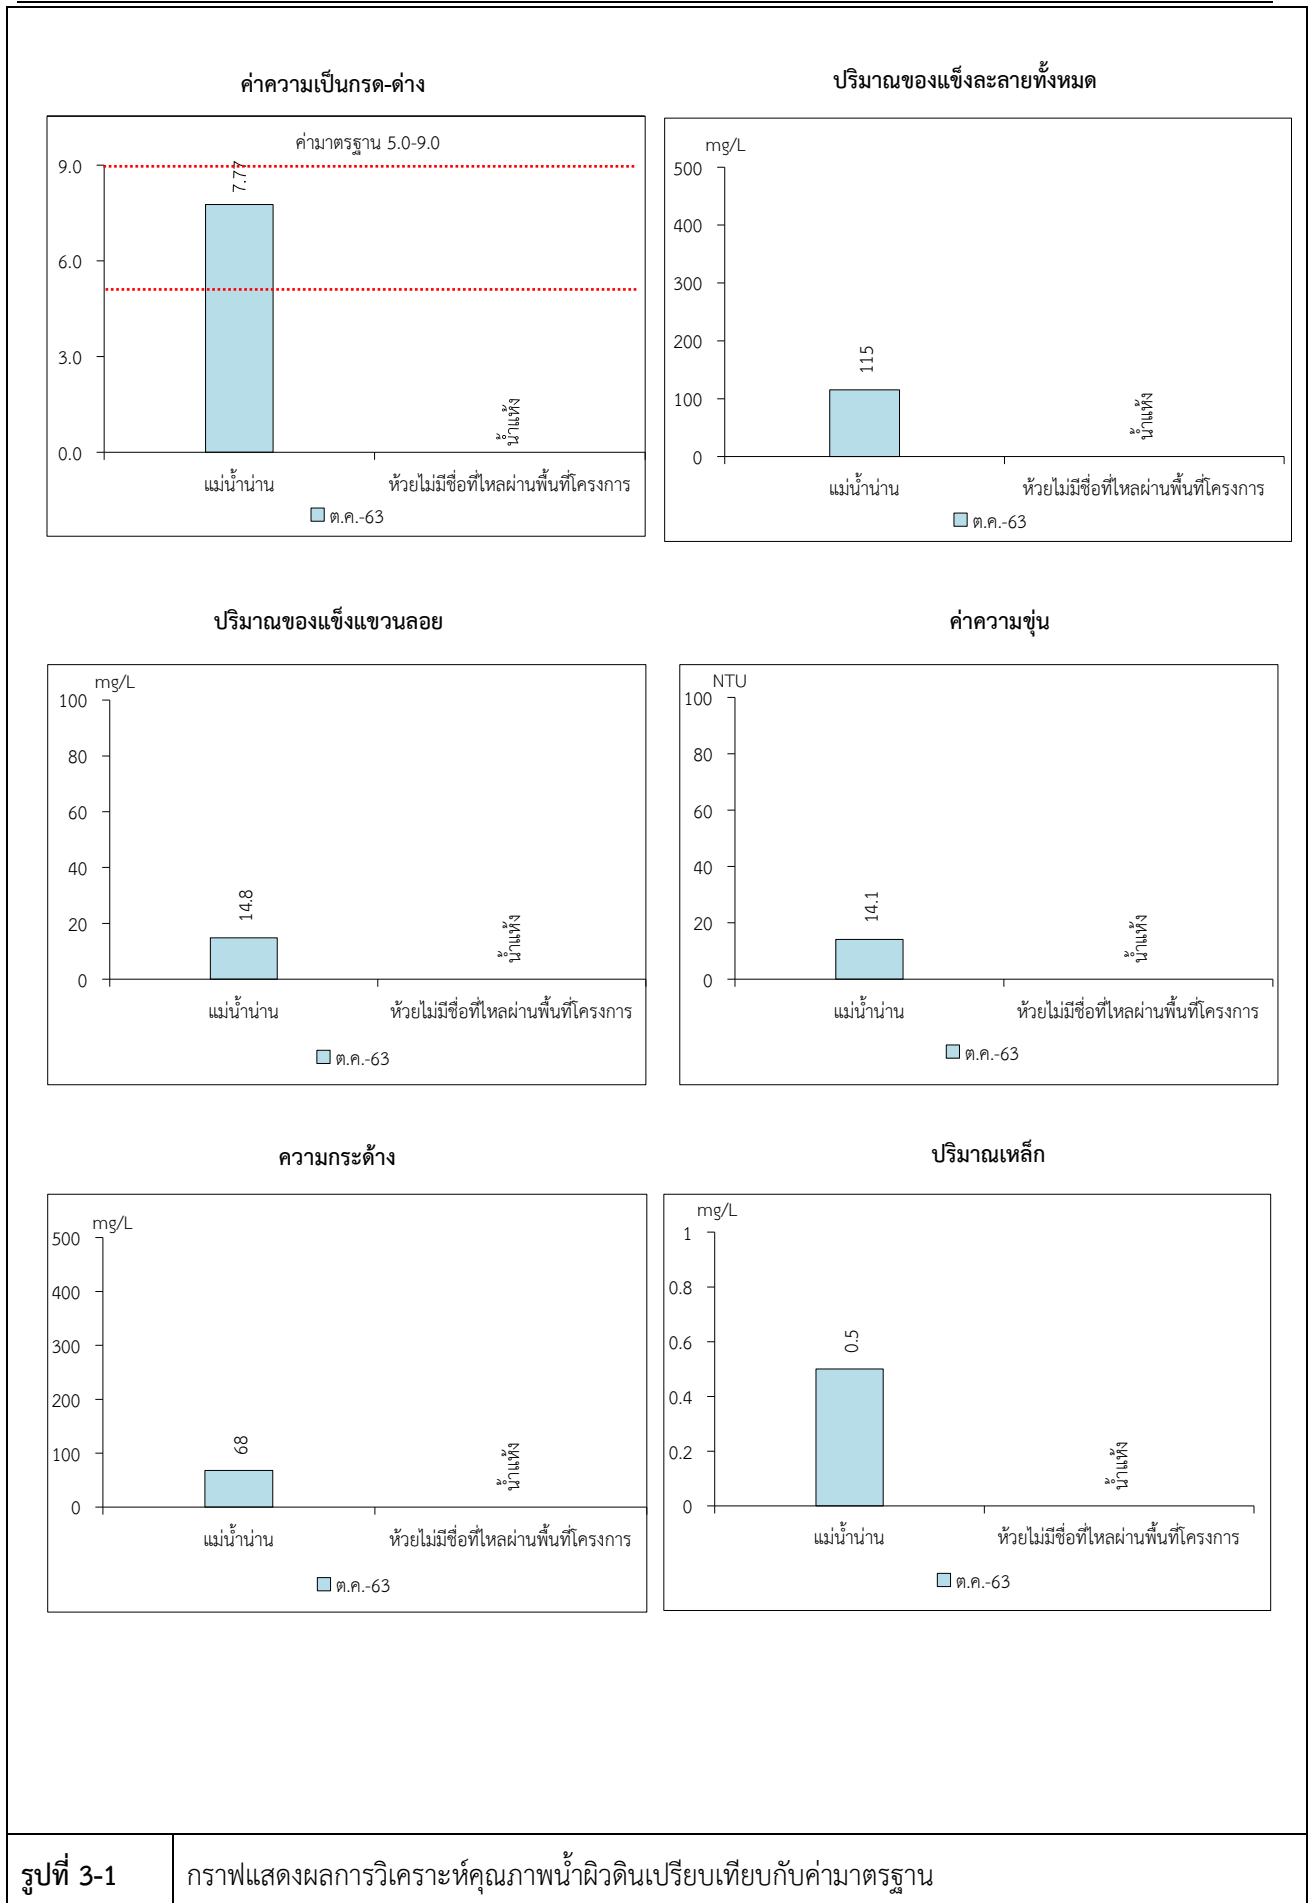 ค่าความเป็นกรด-ด่าง
ค่ามาตรฐาน 5.0-9.0
9.0
6.0
3.0
0.0
7.77
น้ำแห้ง
แม่น้ำน่าน
ห้วยไม่มีชื่อที่ไหลผ่านพื้นที่โครงการ
ต.ค.-63
ปริมาณของแข็งละลายทั้งหมด
mg/L
500
400
300
200
100
0
115
น้ำแห้ง
แม่น้ำน่าน
ห้วยไม่มีชื่อที่ไหลผ่านพื้นที่โครงการ
ต.ค.-63
ปริมาณของแข็งแขวนลอย
mg/L
100
80
60
40
20
0
14.8
น้ำแห้ง
แม่น้ำน่าน
ห้วยไม่มีชื่อที่ไหลผ่านพื้นที่โครงการ
ต.ค.-63
ค่าความขุ่น
NTU
100
80
60
40
20
0
14.1
น้ำแห้ง
แม่น้ำน่าน
ห้วยไม่มีชื่อที่ไหลผ่านพื้นที่โครงการ
ต.ค.-63
ความกระด้าง
mg/L
500
400
300
200
100
0
68
น้ำแห้ง
แม่น้ำน่าน
ห้วยไม่มีชื่อที่ไหลผ่านพื้นที่โครงการ
ต.ค.-63
ปริมาณเหล็ก
mg/L
1
0.8
0.6
0.4
0.2
0
0.5
น้ำแห้ง
แม่น้ำน่าน
ห้วยไม่มีชื่อที่ไหลผ่านพื้นที่โครงการ
ต.ค.-63
รูปที่ 3-1
กราฟแสดงผลการวิเคราะห์คุณภาพน้ำผิวดินเปรียบเทียบกับค่ามาตรฐาน